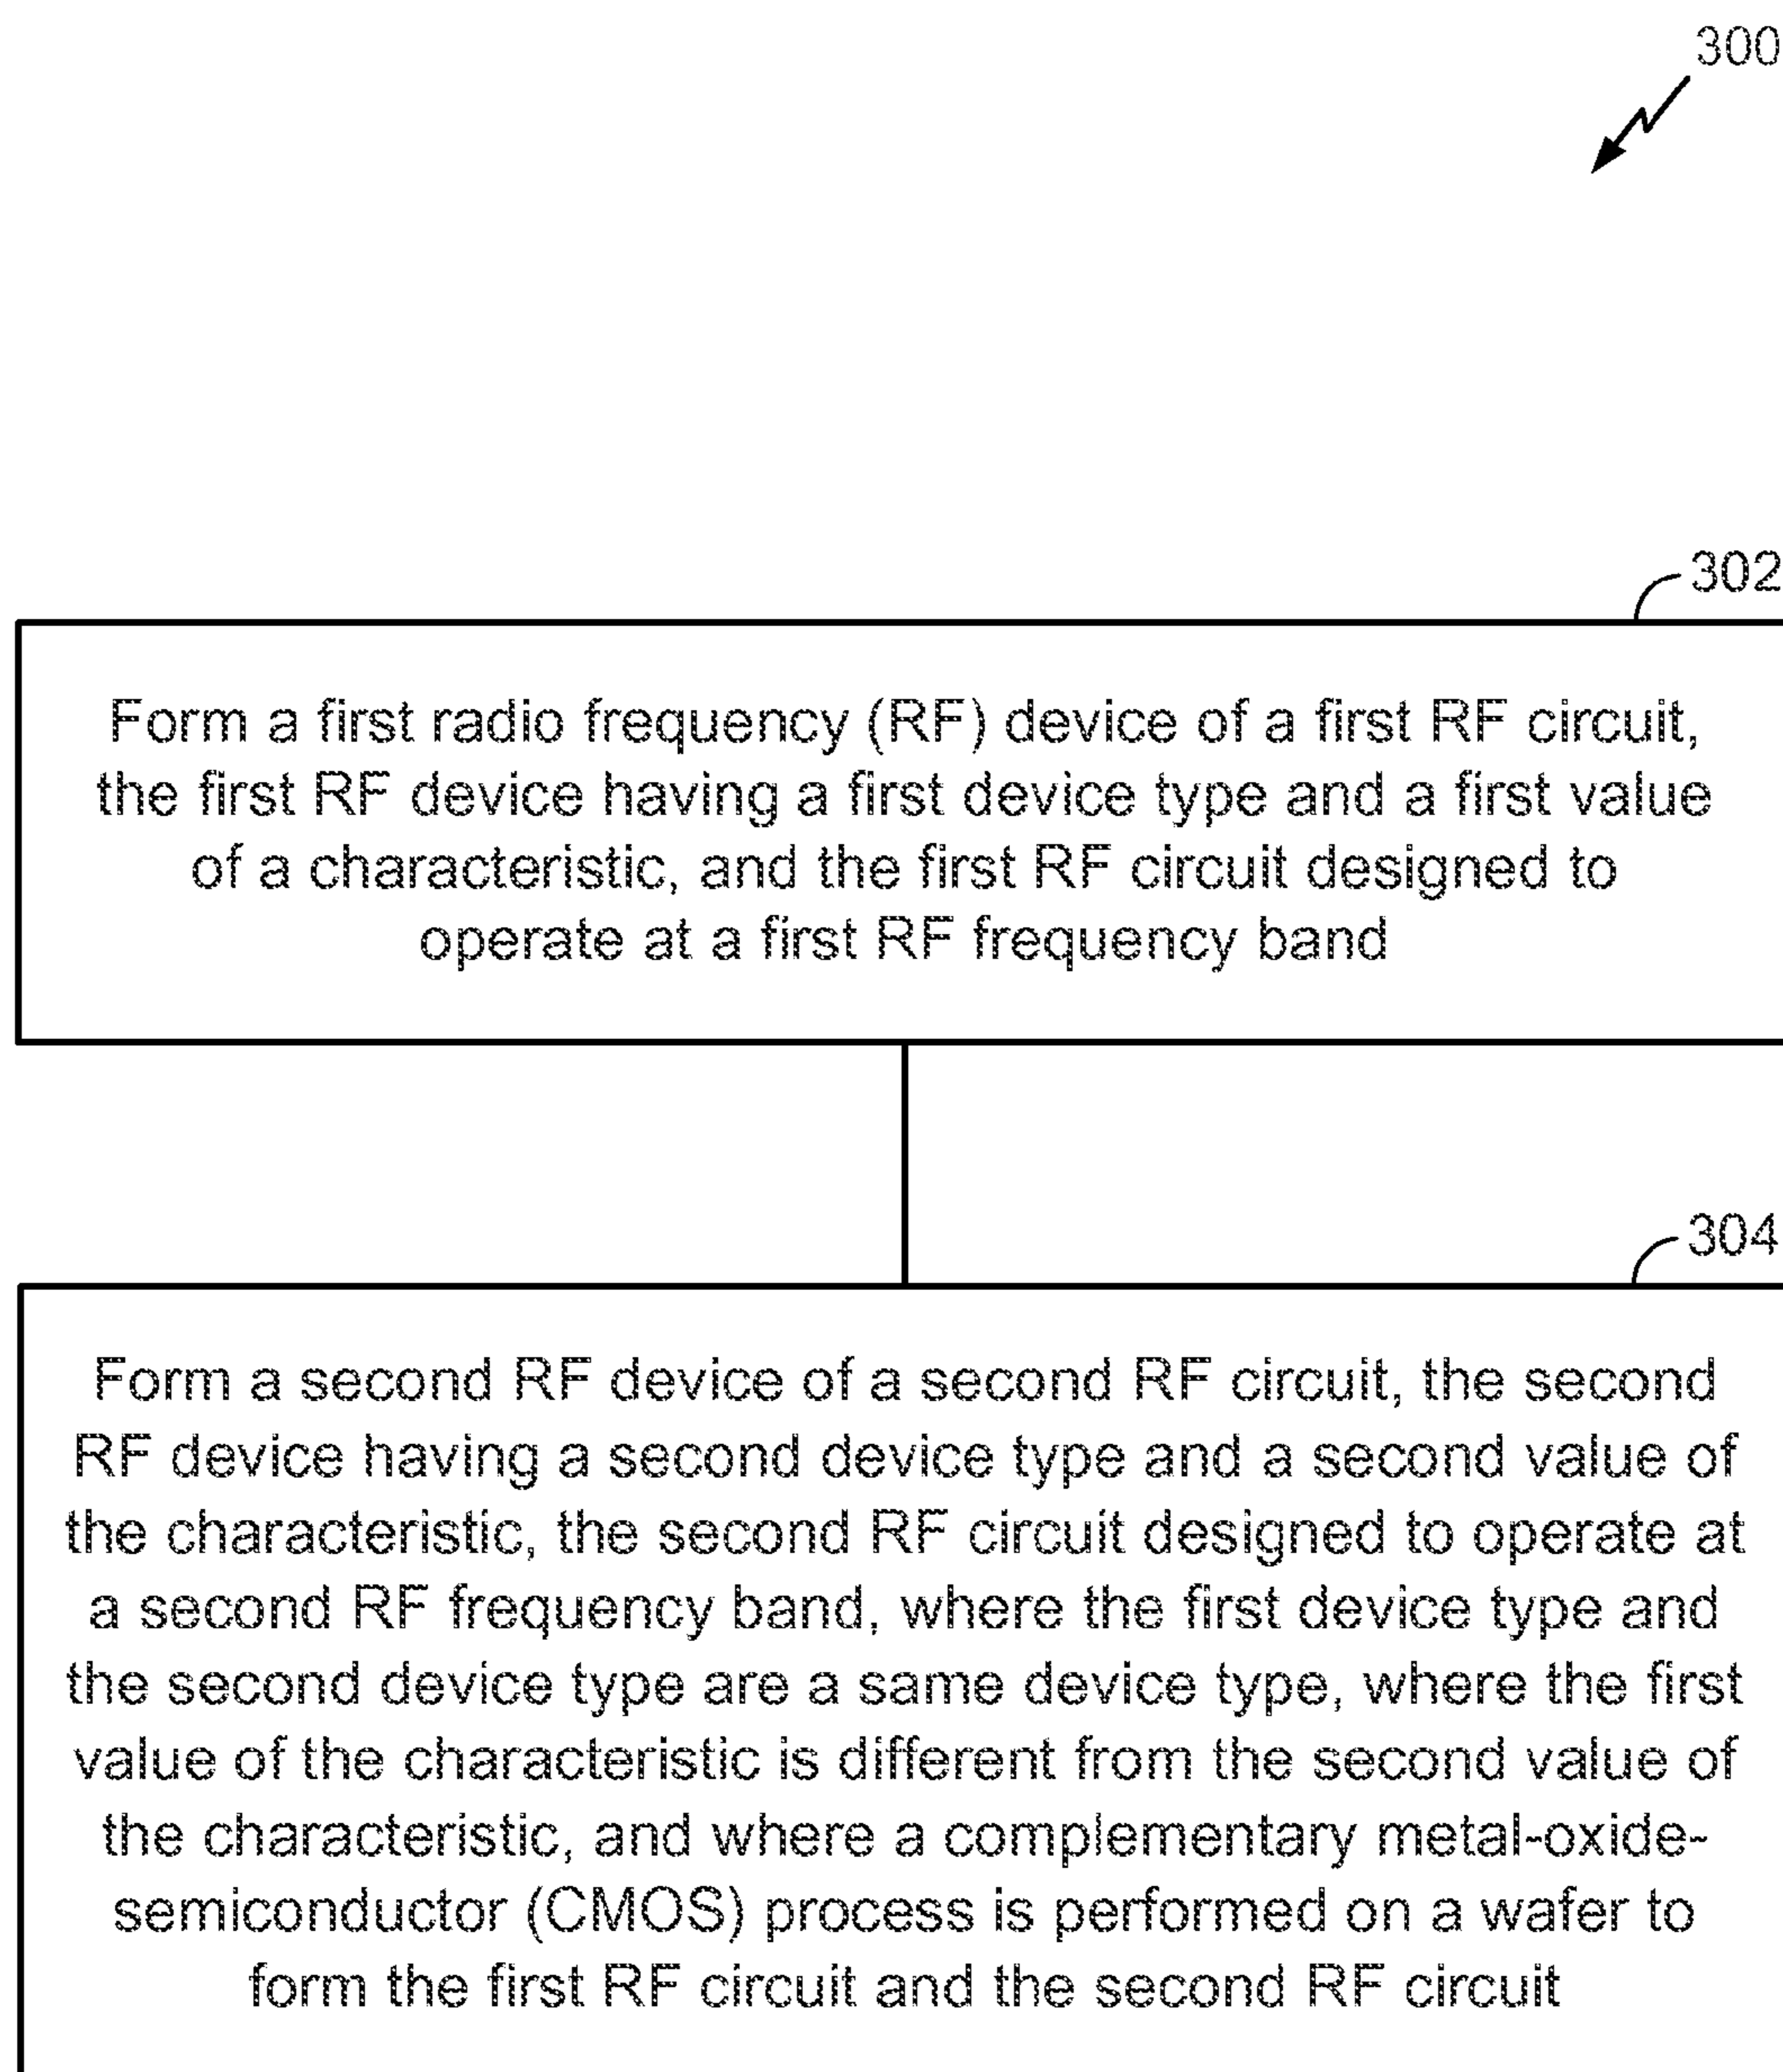 300
302
Form a first radio frequency (RF) device of a first RF circuit,
the first RF device having a first device type and a first value
of a characteristic, and the first RF circuit designed to
operate at a first RF frequency band
304
Form a second RF device of a second RF circuit, the second
RF device having a second device type and a second value of
the characteristic, the second RF circuit designed to operate at
a second RF frequency band, where the first device type and
the second device type are a same device type, where the first
value of the characteristic is different from the second value of
the characteristic, and where a complementary metal-oxide-
semiconductor (CMOS) process is performed on a wafer to
form the first RF circuit and the second RF circuit